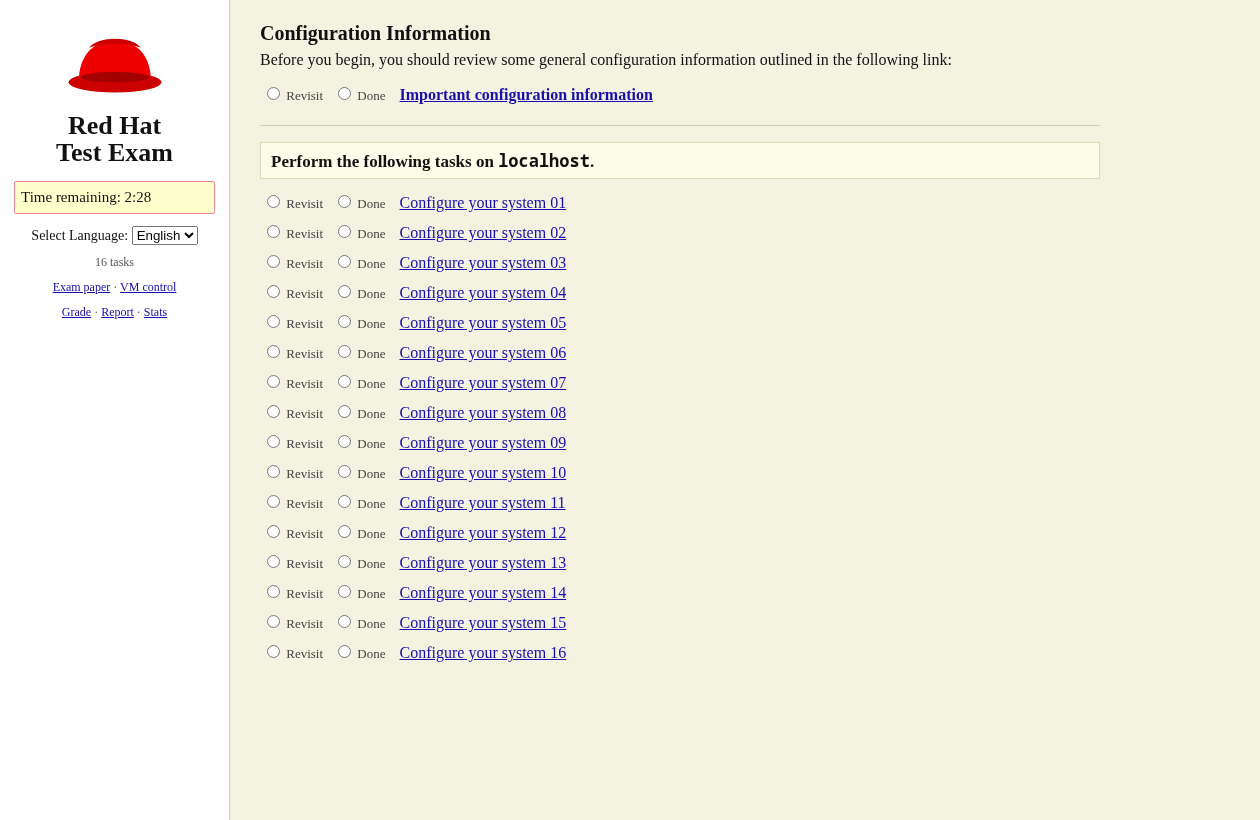 Red Hat
Test Exam
Time remaining: 2:28
Select Language: English
16 tasks
Exam paper · VM control
Grade · Report · Stats
Configuration Information
Before you begin, you should review some general configuration information outlined in the following link:
Revisit Done Important configuration information
Perform the following tasks on localhost.
Revisit Done Configure your system 01
Revisit Done Configure your system 02
Revisit Done Configure your system 03
Revisit Done Configure your system 04
Revisit Done Configure your system 05
Revisit Done Configure your system 06
Revisit Done Configure your system 07
Revisit Done Configure your system 08
Revisit Done Configure your system 09
Revisit Done Configure your system 10
Revisit Done Configure your system 11
Revisit Done Configure your system 12
Revisit Done Configure your system 13
Revisit Done Configure your system 14
Revisit Done Configure your system 15
Revisit Done Configure your system 16